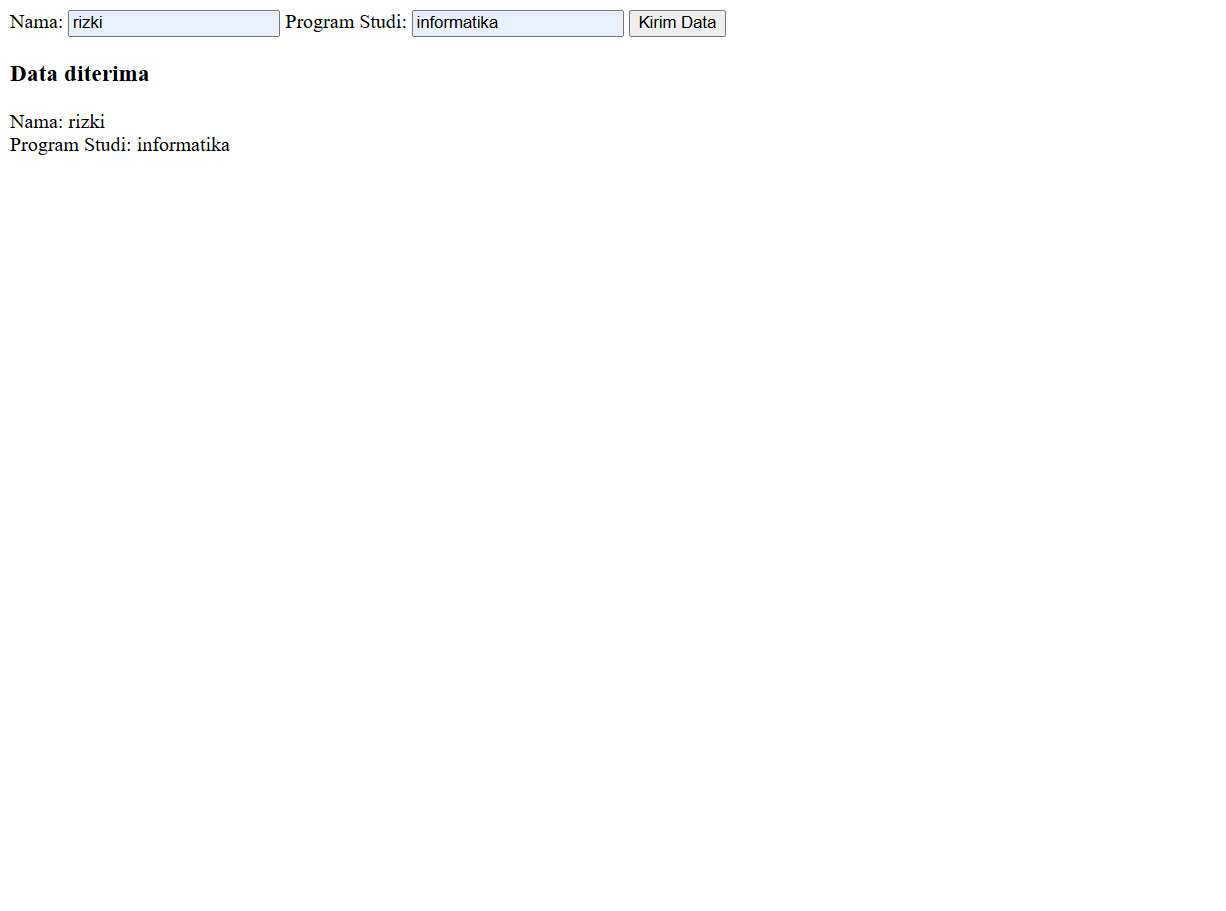 Nama: rizki Program Studi: informatika Kirim Data
Data diterima
Nama: rizki
Program Studi: informatika